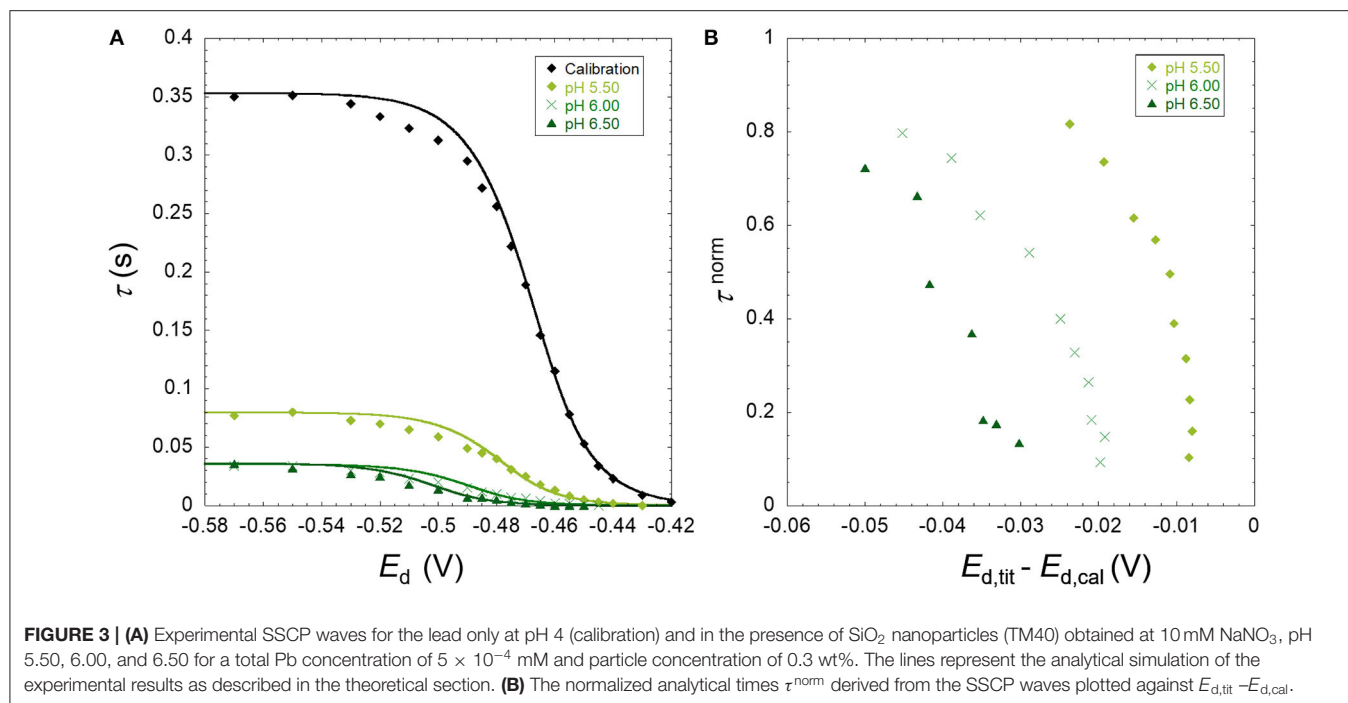 A
0.4
0.35
0.3
0.25
0.2
0.15
0.1
0.05
0
τ (s)
Calibration
pH 5.50
pH 6.00
pH 6.50
-0.58 -0.56 -0.54 -0.52 -0.5 -0.48 -0.46 -0.44 -0.42
E_d (V)
B
1
0.8
0.6
0.4
0.2
0
τ^norm
pH 5.50
pH 6.00
pH 6.50
-0.06 -0.05 -0.04 -0.03 -0.02 -0.01 0
E_d,tit - E_d,cal (V)
FIGURE 3 | (A) Experimental SSCP waves for the lead only at pH 4 (calibration) and in the presence of SiO₂ nanoparticles (TM40) obtained at 10 mM NaNO₃, pH
5.50, 6.00, and 6.50 for a total Pb concentration of 5 × 10⁻⁴ mM and particle concentration of 0.3 wt%. The lines represent the analytical simulation of the
experimental results as described in the theoretical section. (B) The normalized analytical times τ^norm derived from the SSCP waves plotted against E_d,tit –E_d,cal.